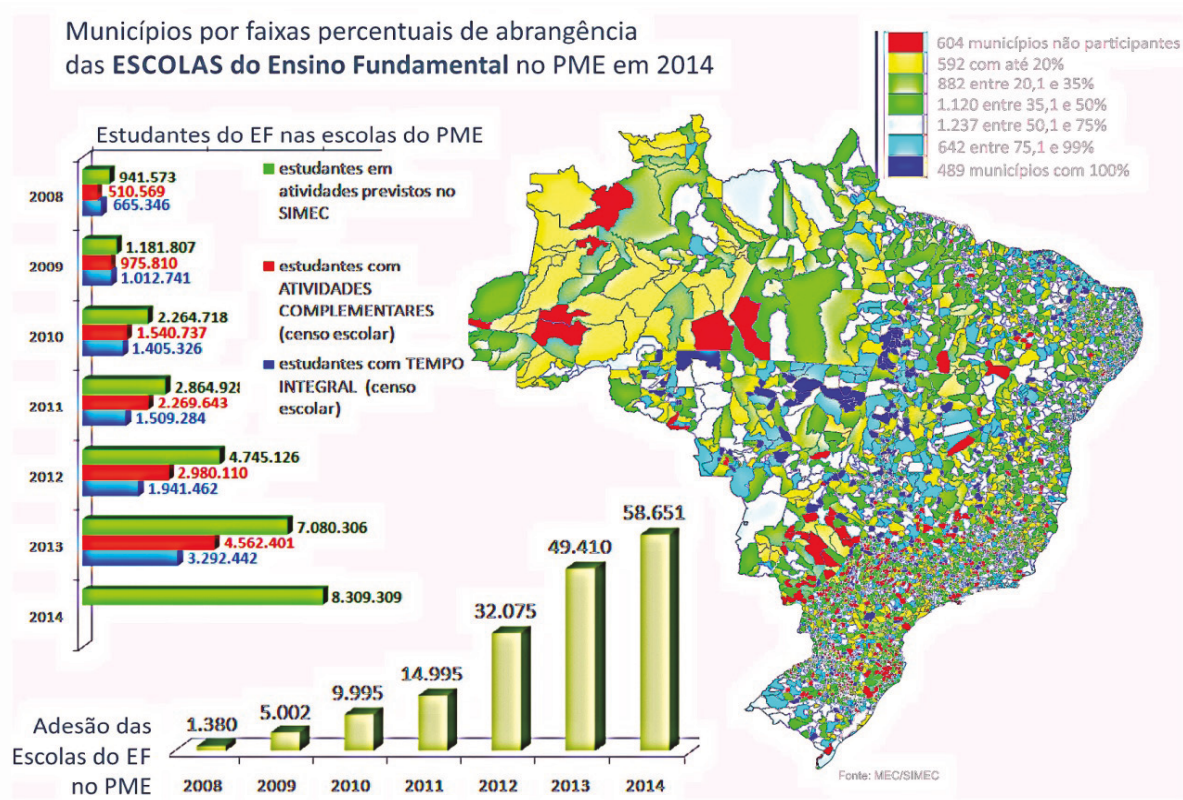 Municípios por faixas percentuais de abrangência
das ESCOLAS do Ensino Fundamental no PME em 2014
604 municípios não participantes
592 com até 20%
882 entre 20,1 e 35%
1.120 entre 35,1 e 50%
1.237 entre 50,1 e 75%
642 entre 75,1 e 99%
489 municípios com 100%
Estudantes do EF nas escolas do PME
estudantes em
atividades previstos no
SIMEC
estudantes com
ATIVIDADES
COMPLEMENTARES
(censo escolar)
estudantes com TEMPO
INTEGRAL (censo
escolar)
2008
941.573
510.569
665.346
2009
1.181.807
975.810
1.012.741
2010
2.264.718
1.540.737
1.405.326
2011
2.864.928
2.269.643
1.509.284
2012
4.745.126
2.980.110
1.941.462
2013
7.080.306
4.562.401
3.292.442
2014
8.309.309
Adesão das
Escolas do EF
no PME
1.380
5.002
9.995
14.995
32.075
49.410
58.651
2008 2009 2010 2011 2012 2013 2014
Fonte: MEC/SIMEC